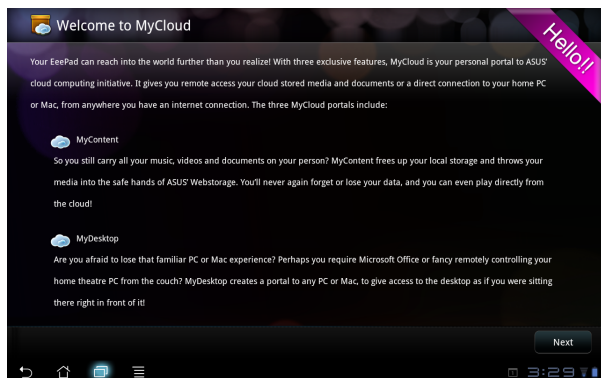 Welcome to MyCloud
Hello!!
Your EeePad can reach into the world further than you realize! With three exclusive features, MyCloud is your personal portal to ASUS'
cloud computing initiative. It gives you remote access your cloud stored media and documents or a direct connection to your home PC
or Mac, from anywhere you have an internet connection. The three MyCloud portals include:
MyContent
So you still carry all your music, videos and documents on your person? MyContent frees up your local storage and throws your
media into the safe hands of ASUS' Webstorage. You'll never again forget or lose your data, and you can even play directly from
the cloud!
MyDesktop
Are you afraid to lose that familiar PC or Mac experience? Perhaps you require Microsoft Office or fancy remotely controlling your
home theatre PC from the couch? MyDesktop creates a portal to any PC or Mac, to give access to the desktop as if you were sitting
there right in front of it!
Next
3:29